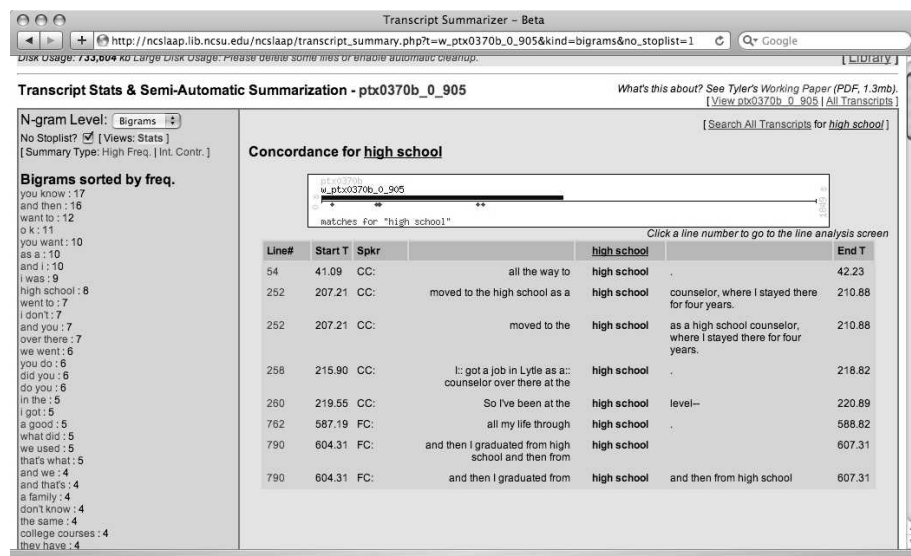 Transcript Summarizer – Beta
http://ncslaap.lib.ncsu.edu/ncslaap/transcript_summary.php?t=w_ptx0370b_0_905&kind=bigrams&no_stoplist=1
Google
Disk Usage: 733,604 kb Large Disk Usage: Please delete some files or enable automatic cleanup.
[ Library ]
Transcript Stats & Semi-Automatic Summarization - ptx0370b_0_905
What's this about? See Tyler's Working Paper (PDF, 1.3mb).
[ View ptx0370b_0_905 | All Transcripts ]
N-gram Level: Bigrams
No Stoplist? [ Views: Stats ]
[ Summary Type: High Freq. | Int. Contr. ]
Bigrams sorted by freq.
you know : 17
and then : 16
want to : 12
o k : 11
you want : 10
as a : 10
and i : 10
i was : 9
high school : 8
went to : 7
i don't : 7
and you : 7
over there : 7
we went : 6
you do : 6
did you : 6
do you : 6
in the : 5
i got : 5
a good : 5
what did : 5
we used : 5
that's what : 5
and we : 4
and that's : 4
a family : 4
don't know : 4
the same : 4
college courses : 4
they have : 4
[ Search All Transcripts for high school ]
Concordance for high school
ptx0370b
w_ptx0370b_0_905
matches for "high school"
Click a line number to go to the line analysis screen
Line# Start T Spkr high school End T
54 41.09 CC: all the way to high school . 42.23
252 207.21 CC: moved to the high school as a high school counselor, where I stayed there 210.88
for four years.
252 207.21 CC: moved to the high school as a high school counselor, 210.88
where I stayed there for four
years.
258 215.90 CC: I:: got a job in Lytle as a:: high school . 218.82
counselor over there at the
260 219.55 CC: So I've been at the high school level-- 220.89
762 587.19 FC: all my life through high school . 588.82
790 604.31 FC: and then I graduated from high high school 607.31
school and then from
790 604.31 FC: and then I graduated from high school and then from high school 607.31